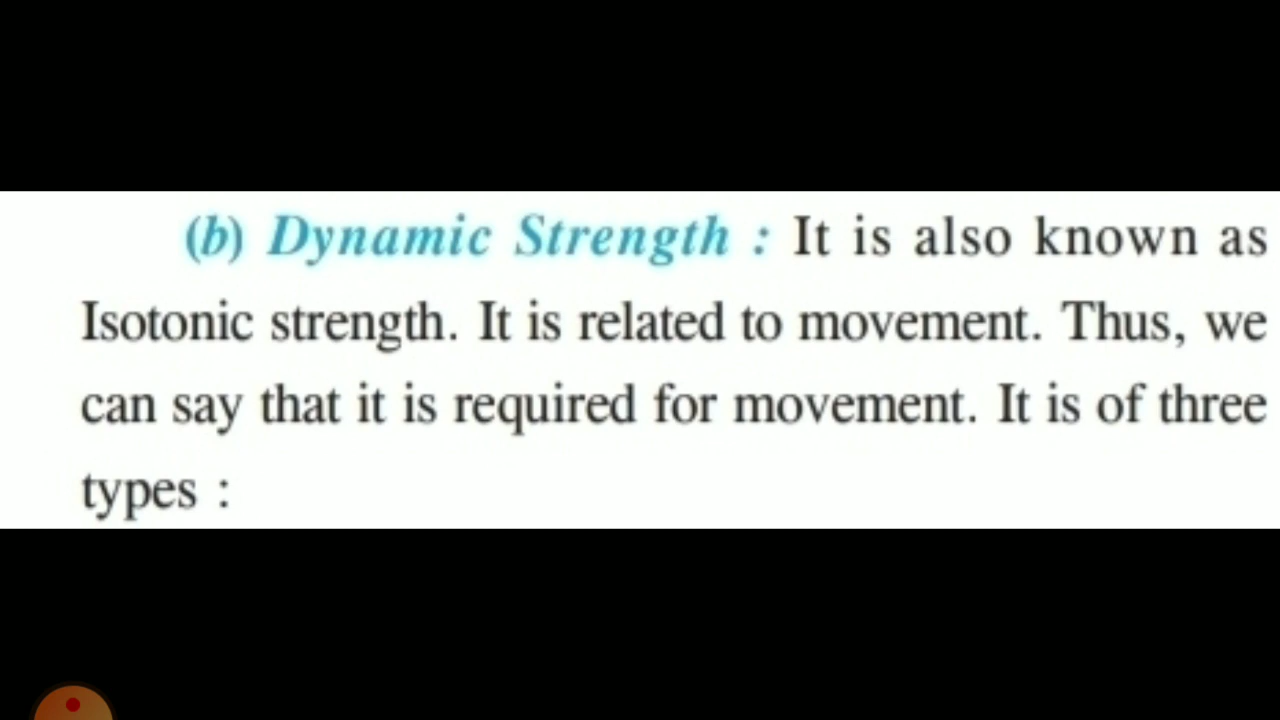 (b) Dynamic Strength : It is also known as
Isotonic strength. It is related to movement. Thus, we
can say that it is required for movement. It is of three
types :